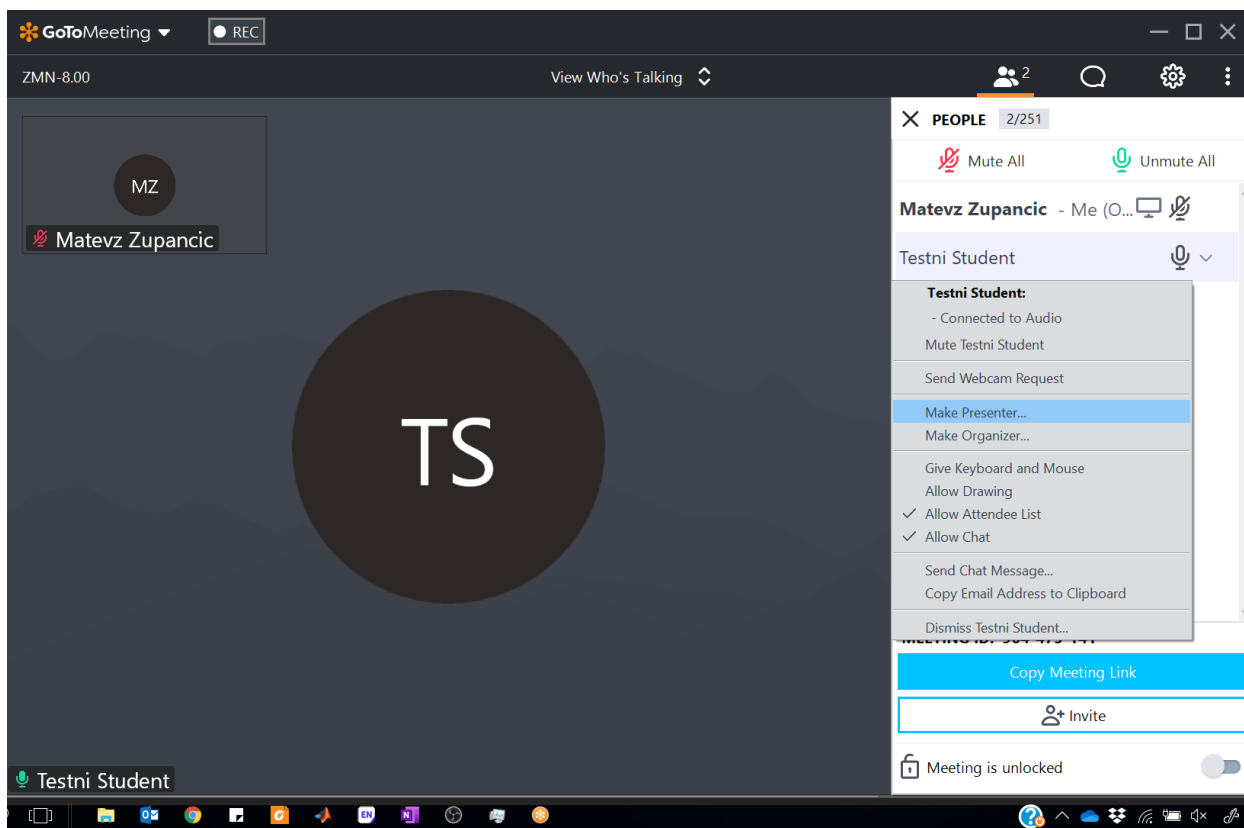 GoToMeeting
REC
ZMN-8.00
View Who's Talking
2
MZ
Matevz Zupancic
TS
Testni Student
PEOPLE 2/251
Mute All Unmute All
Matevz Zupancic - Me (O...
Testni Student
Testni Student:
- Connected to Audio
Mute Testni Student
Send Webcam Request
Make Presenter...
Make Organizer...
Give Keyboard and Mouse
Allow Drawing
Allow Attendee List
Allow Chat
Send Chat Message...
Copy Email Address to Clipboard
Dismiss Testni Student...
Copy Meeting Link
Invite
Meeting is unlocked
EN